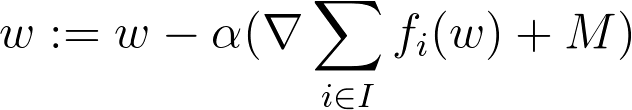 w := w − α(∇ ∑_{i∈I} f_i(w) + M)